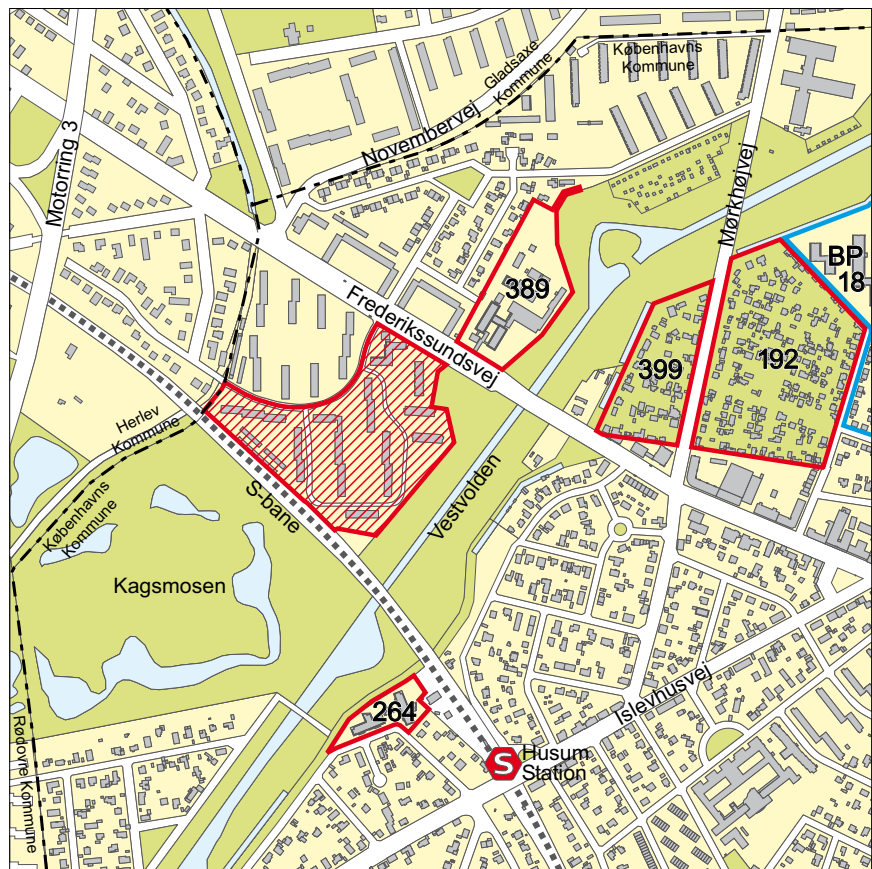 Københavns
Kommune
Gladsaxe
Kommune
Novembervej
Motorring 3
Mørkhøjvej
BP
18
389
Frederikssundsvej
399
192
Herlev
Kommune
S-bane
Vestvolden
Københavns
Kommune
Kagsmosen
Islevhusvej
264
Rødovre Kommune
S
Husum
Station